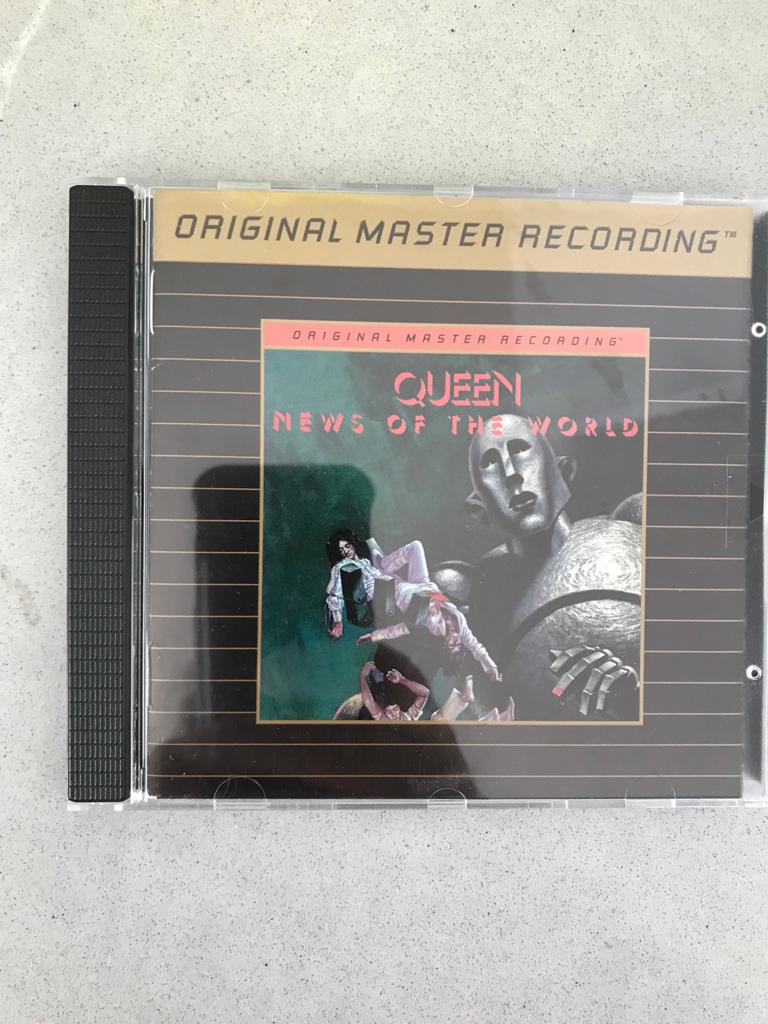 ORIGINAL MASTER RECORDING™
ORIGINAL MASTER RECORDING™
QUEEN
NEWS OF THE WORLD